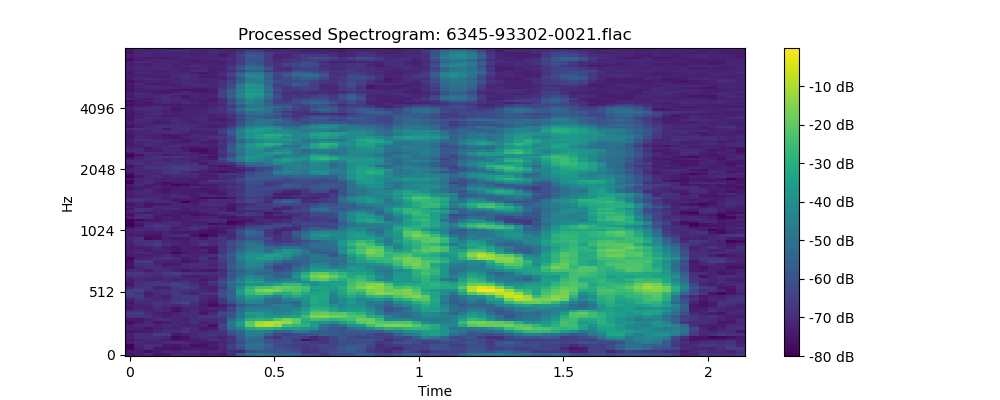 Processed Spectrogram: 6345-93302-0021.flac
Hz
4096
2048
1024
512
0
0
0.5
1
1.5
2
Time
-10 dB
-20 dB
-30 dB
-40 dB
-50 dB
-60 dB
-70 dB
-80 dB